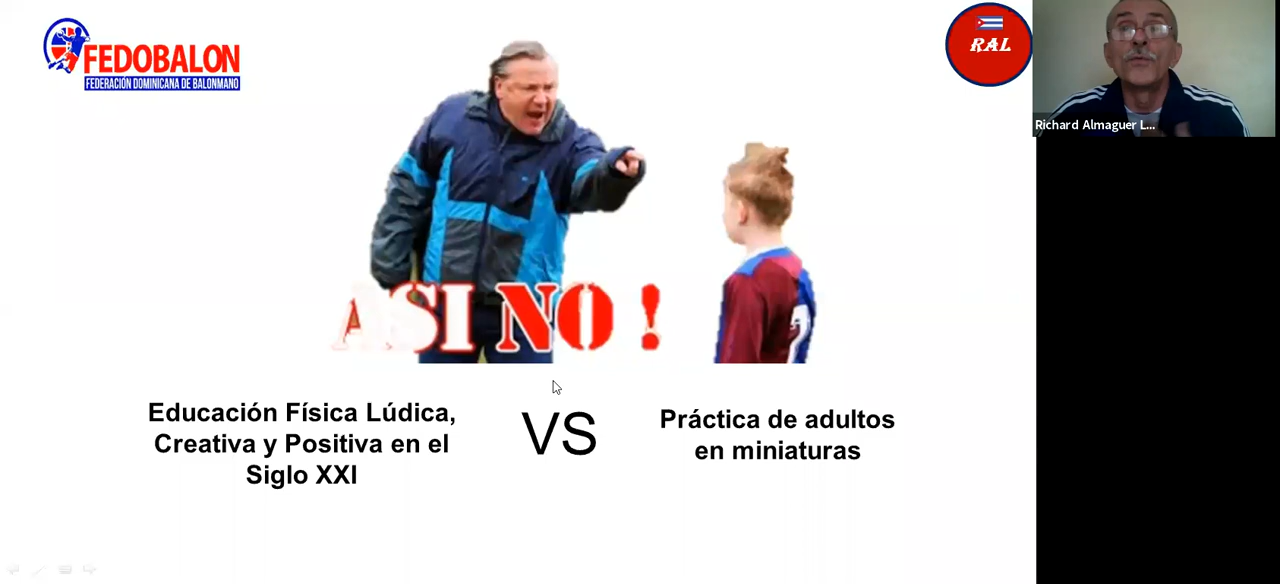 FEDOBALON
FEDERACIÓN DOMINICANA DE BALONMANO
RAL
Richard Almaguer L...
ASI NO !
Educación Física Lúdica,
Creativa y Positiva en el
Siglo XXI
VS
Práctica de adultos
en miniaturas